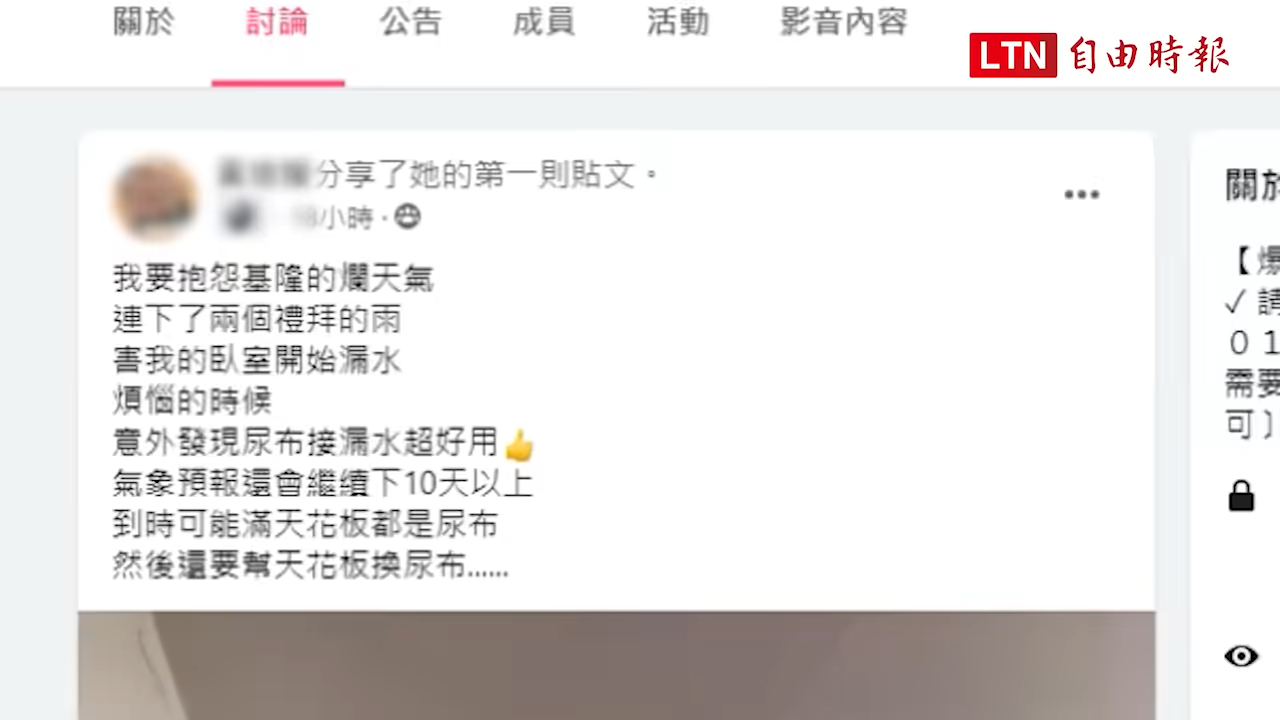 關於 討論 公告 成員 活動 影音內容
LTN 自由時報
分享了她的第一則貼文。
小時
我要抱怨基隆的爛天氣
連下了兩個禮拜的雨
害我的臥室開始漏水
煩惱的時候
意外發現尿布接漏水超好用👍
氣象預報還會繼續下10天以上
到時可能滿天花板都是尿布
然後還要幫天花板換尿布......
關於
【爆
✓ 請
０１
需要
可〕